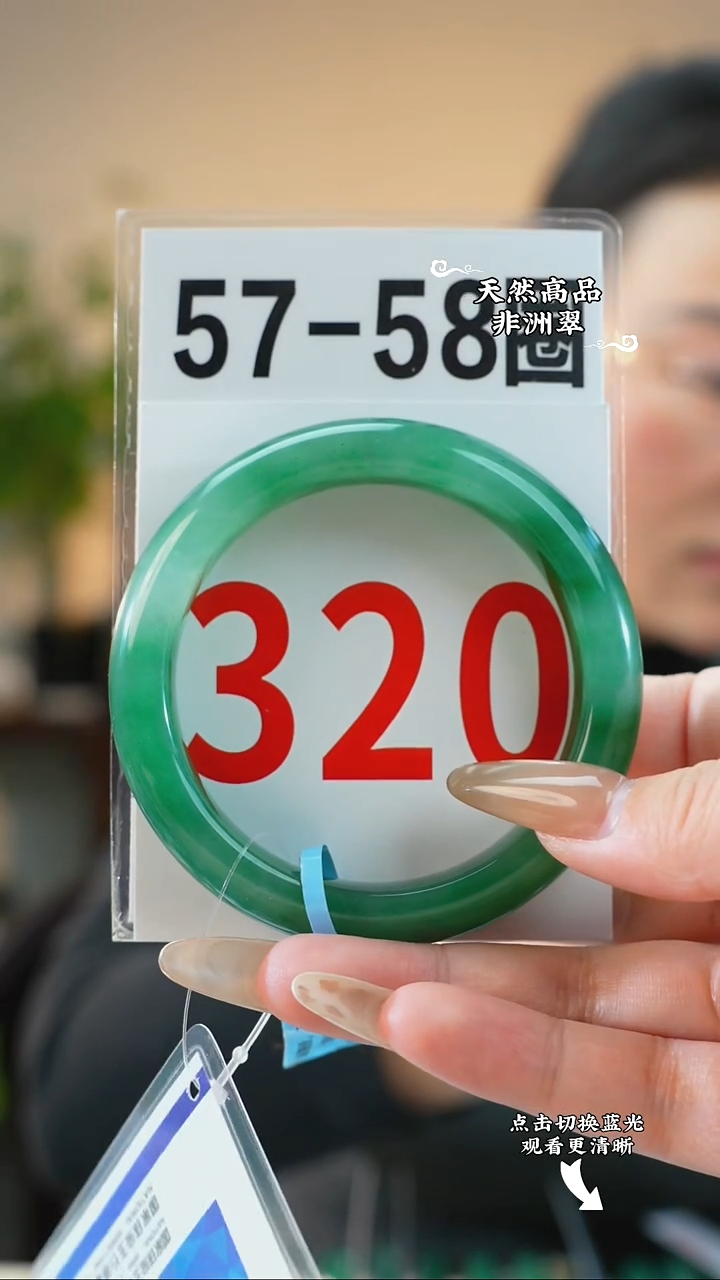 57-58圈
天然高品
非洲翠
320
点击切换蓝光
观看更清晰